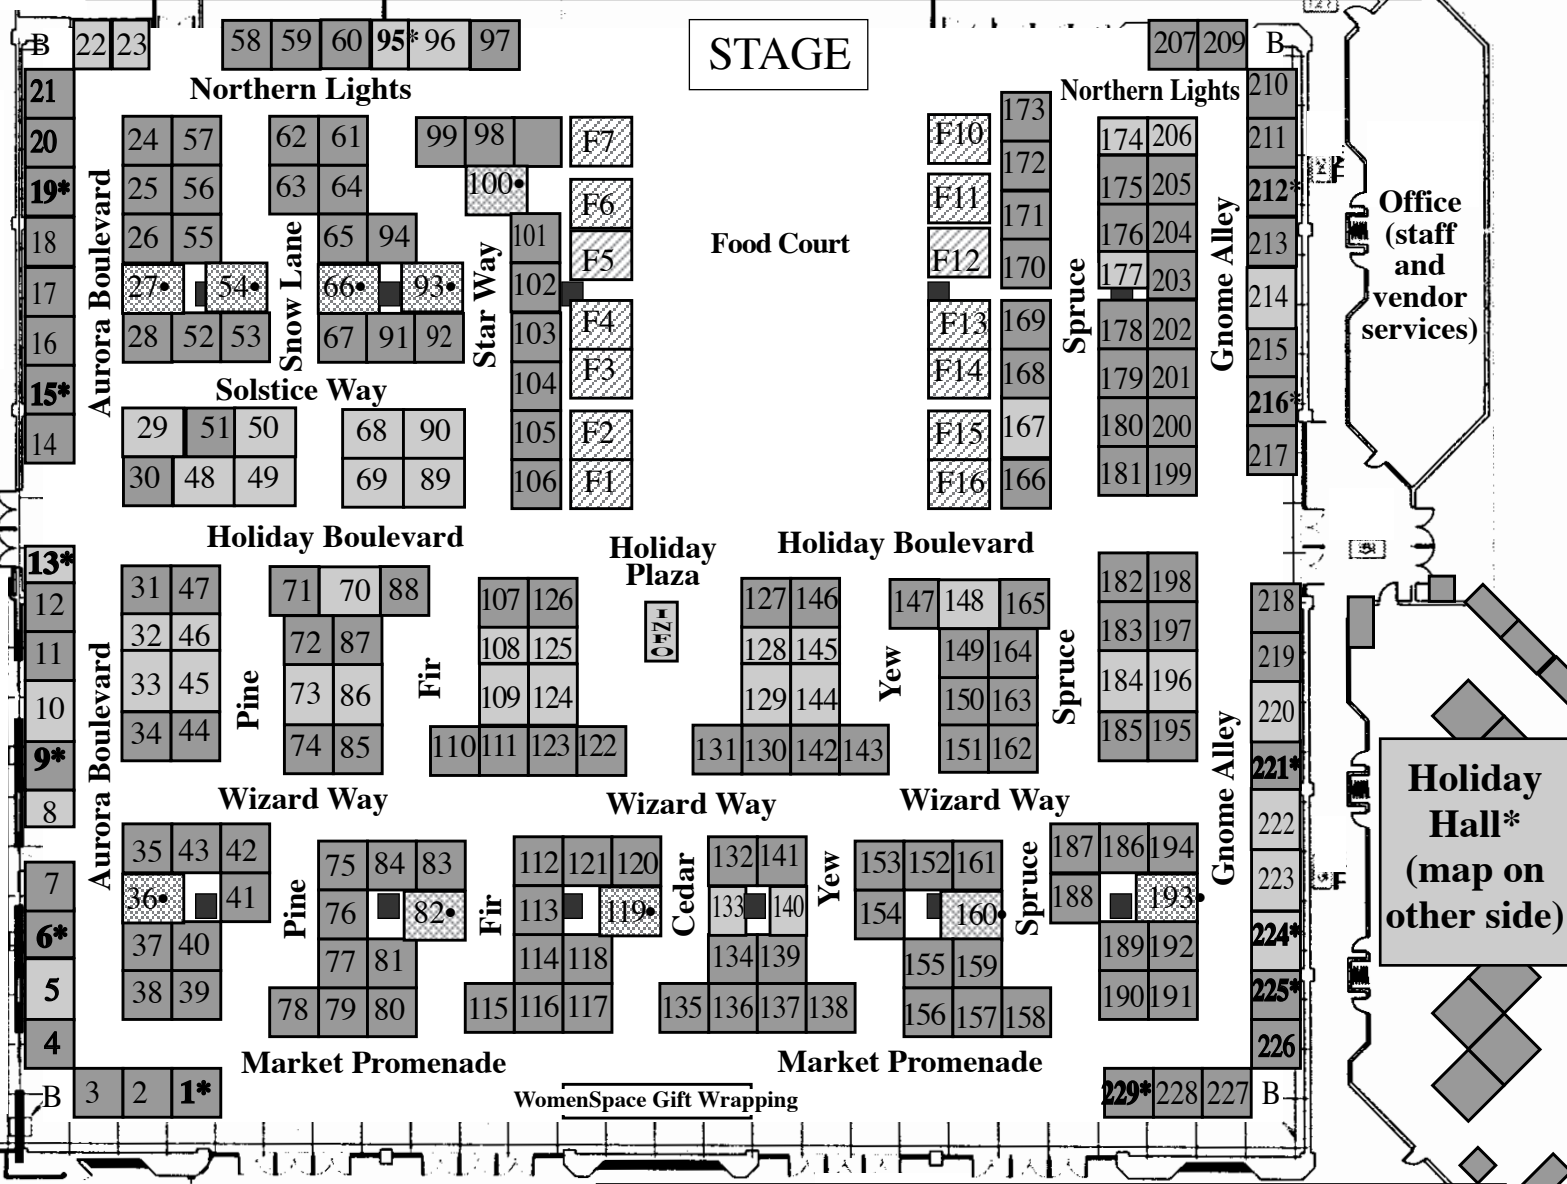 B 22 23 58 59 60 95* 96 97 STAGE 207 209 B
21 Northern Lights Northern Lights 210
20 24 57 62 61 99 98 F7 F10 173 174 206 211
19* 25 56 63 64 100• F6 F11 172 175 205 212*
18 26 55 65 94 101 F5 Food Court F12 171 176 204 213
17 27• 54• 66• 93• 102 170 177 203 214
16 28 52 53 67 91 92 103 F4 F13 169 178 202 215
15* Solstice Way 104 F3 F14 168 179 201 216*
14 29 51 50 68 90 105 F2 F15 167 180 200 217
30 48 49 69 89 106 F1 F16 166 181 199
Aurora Boulevard
Snow Lane
Star Way
Spruce
Gnome Alley
Office
(staff
and
vendor
services)
Holiday Boulevard
Holiday
Plaza
Holiday Boulevard
INFO
13* 31 47 71 70 88 107 126 127 146 147 148 165 182 198
12 32 46 72 87 108 125 128 145 149 164 183 197 218
11 33 45 73 86 109 124 129 144 150 163 184 196 219
10 34 44 74 85 110 111 123 122 131 130 142 143 151 162 185 195 220
9* 221*
8 222
Aurora Boulevard
Pine
Fir
Yew
Spruce
Gnome Alley
Wizard Way
Wizard Way
Wizard Way
35 43 42 75 84 83 112 121 120 132 141 153 152 161 187 186 194 223
7 36• 41 76 82• 113 119• 133 140 154 160• 188 193• 224*
6* 37 40 77 81 114 118 134 139 155 159 189 192
5 38 39 78 79 80 115 116 117 135 136 137 138 156 157 158 190 191 225*
4 226
Pine
Fir
Cedar
Yew
Spruce
Holiday
Hall*
(map on
other side)
Market Promenade
Market Promenade
B 3 2 1* WomenSpace Gift Wrapping 229* 228 227 B